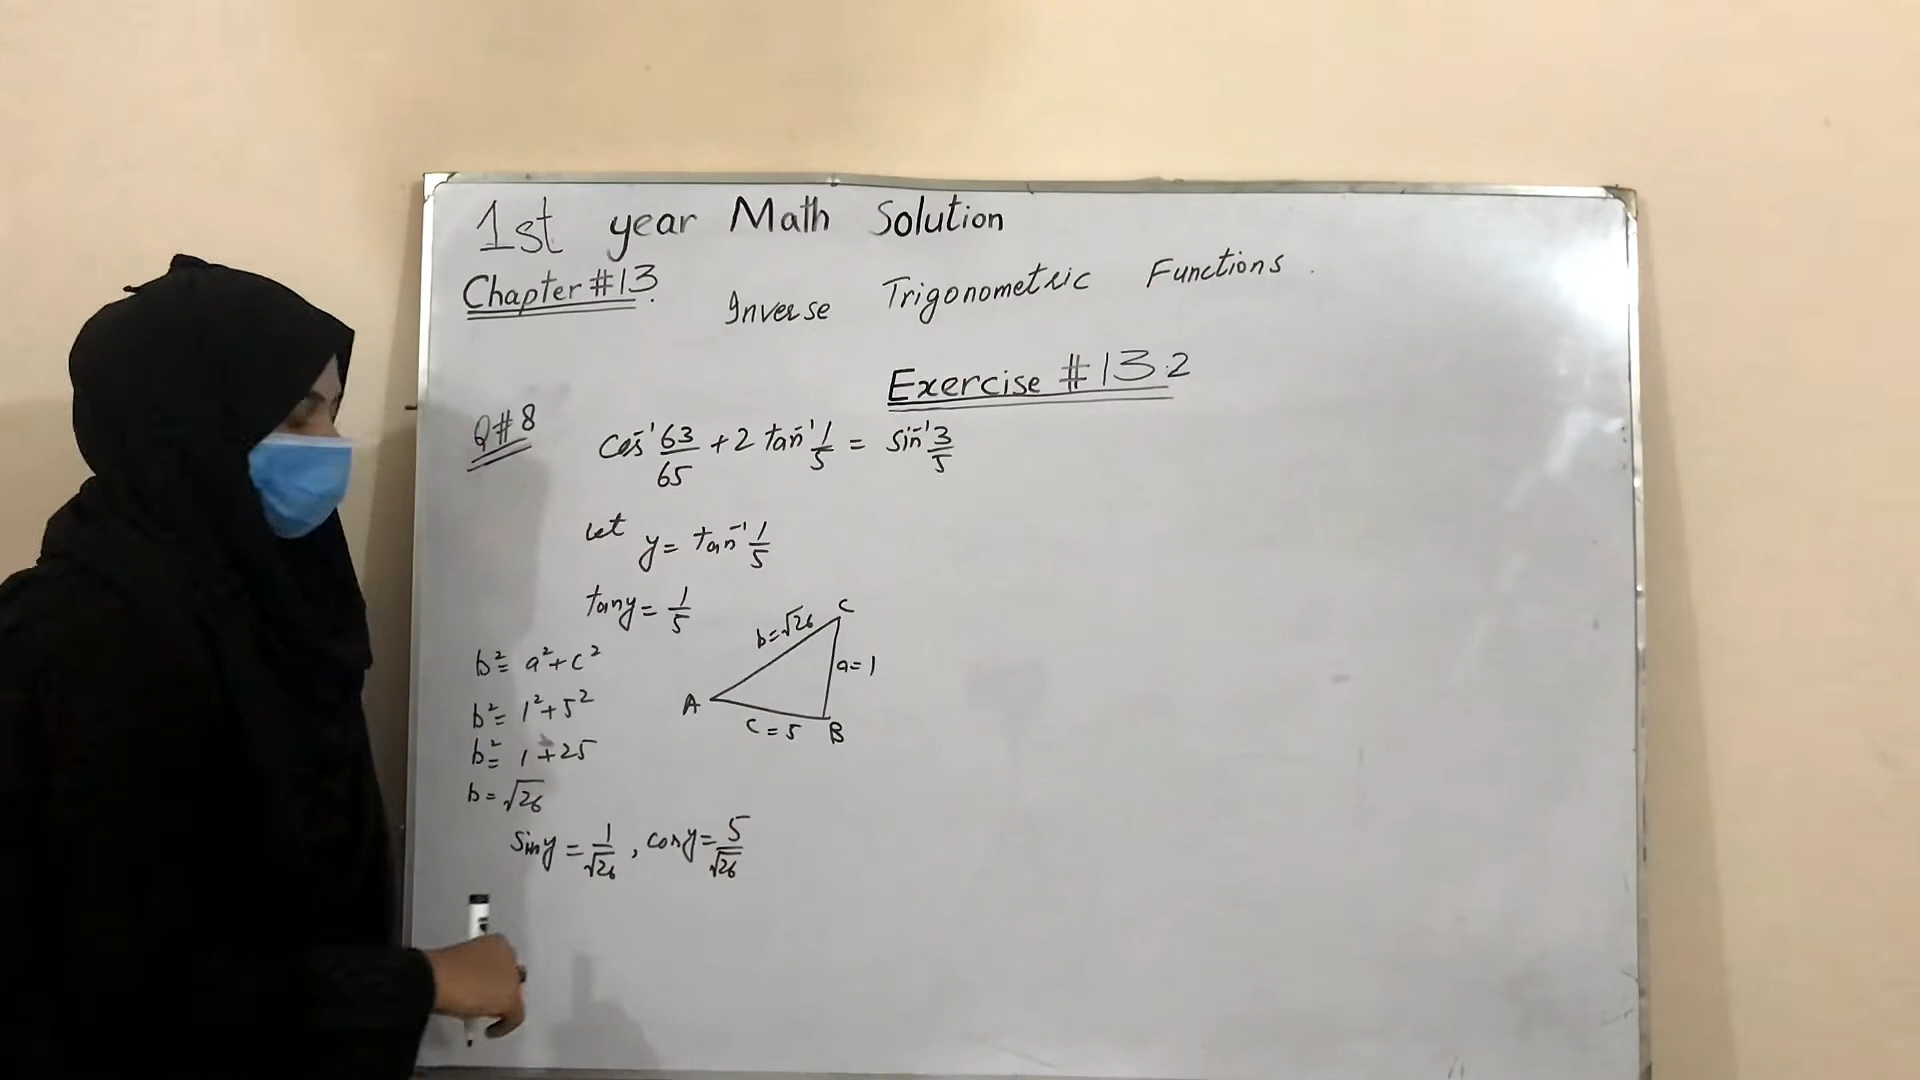 1st year Math Solution
Chapter #13. Inverse Trigonometric Functions.
Exercise #13.2
Q#8
cos⁻¹ 63/65 + 2 tan⁻¹ 1/5 = sin⁻¹ 3/5
Let y = tan⁻¹ 1/5
tany = 1/5
b² = a² + c²
b² = 1² + 5²
b² = 1 + 25
b = √26
C
b = √26
a = 1
A
c = 5
B
Siny = 1/√26, cosy = 5/√26